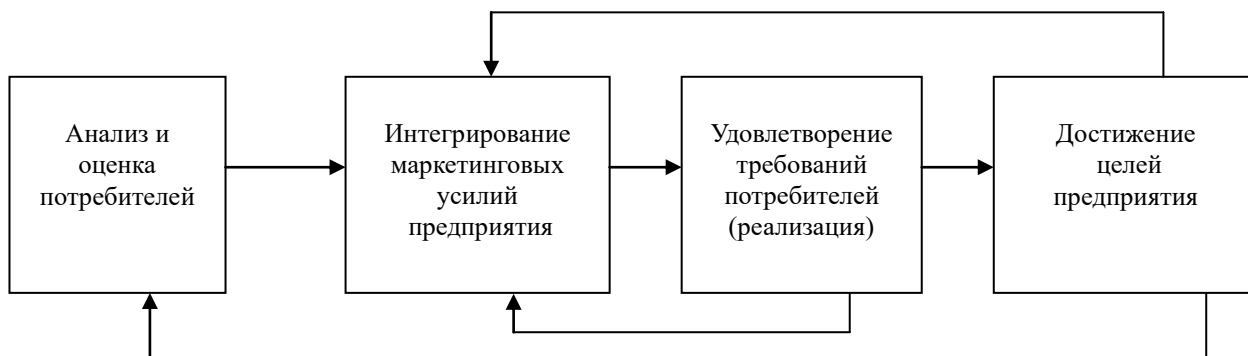 Анализ и
оценка
потребителей
Интегрирование
маркетинговых
усилий
предприятия
Удовлетворение
требований
потребителей
(реализация)
Достижение
целей
предприятия